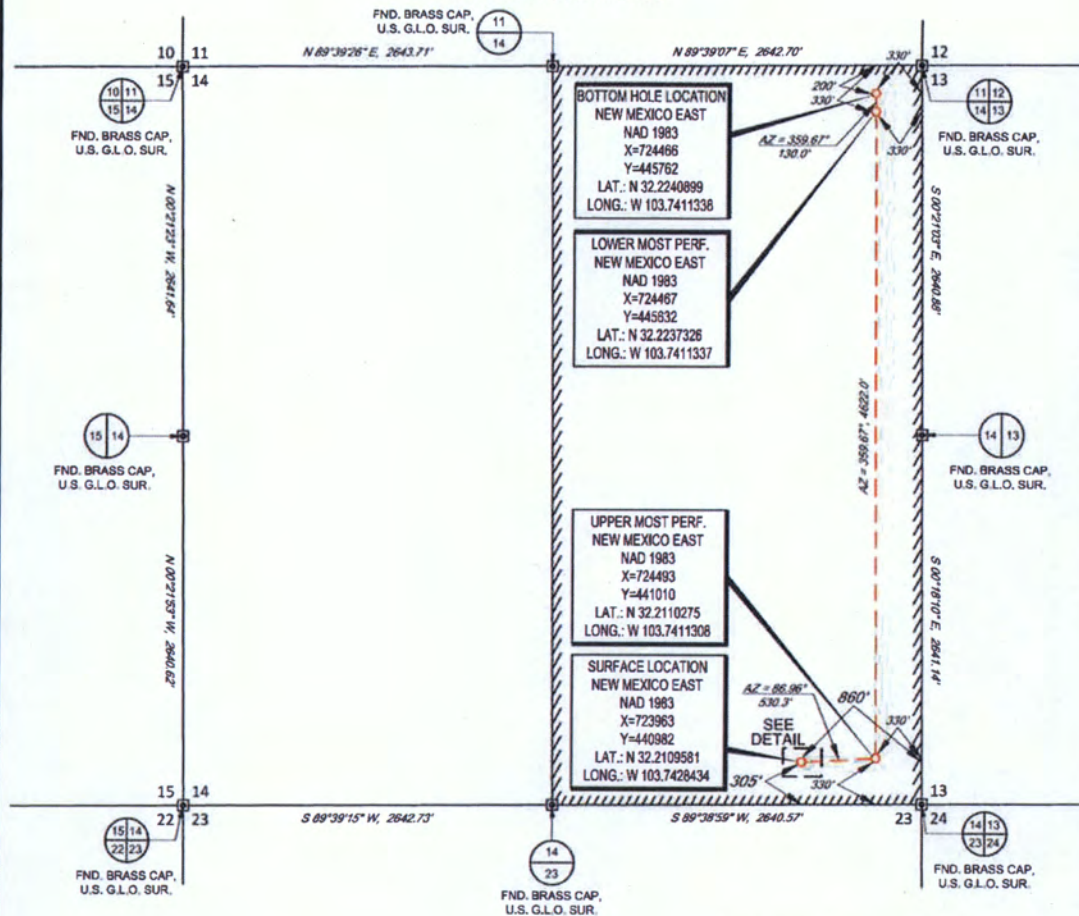 FND. BRASS CAP,
U.S. G.L.O. SUR.
11
14
10 11
15 14
N 89°39'26" E, 2643.71'
N 89°39'07" E, 2642.70'
330'
12
13
10 11
15 14
FND. BRASS CAP,
U.S. G.L.O. SUR.
BOTTOM HOLE LOCATION
NEW MEXICO EAST
NAD 1983
X=724466
Y=445762
LAT.: N 32.2240899
LONG.: W 103.7411338
200'
330'
AZ = 359.67°
130.0'
330'
11 12
14 13
FND. BRASS CAP,
U.S. G.L.O. SUR.
LOWER MOST PERF.
NEW MEXICO EAST
NAD 1983
X=724467
Y=445632
LAT.: N 32.2237326
LONG.: W 103.7411337
N 00°21'23" W, 2641.64'
S 00°21'03" E, 2640.88'
15 14
FND. BRASS CAP,
U.S. G.L.O. SUR.
AZ = 359.67°, 4622.0'
14 13
FND. BRASS CAP,
U.S. G.L.O. SUR.
UPPER MOST PERF.
NEW MEXICO EAST
NAD 1983
X=724493
Y=441010
LAT.: N 32.2110275
LONG.: W 103.7411308
N 00°21'53" W, 2640.62'
S 00°18'10" E, 2641.14'
SURFACE LOCATION
NEW MEXICO EAST
NAD 1983
X=723963
Y=440982
LAT.: N 32.2109581
LONG.: W 103.7428434
AZ = 86.96°
530.3'
860'
SEE
DETAIL
330'
305'
330'
15 14
22 23
S 89°39'15" W, 2642.73'
S 89°38'59" W, 2640.57'
13
23 24
15 14
22 23
FND. BRASS CAP,
U.S. G.L.O. SUR.
14
23
FND. BRASS CAP,
U.S. G.L.O. SUR.
14 13
23 24
FND. BRASS CAP,
U.S. G.L.O. SUR.